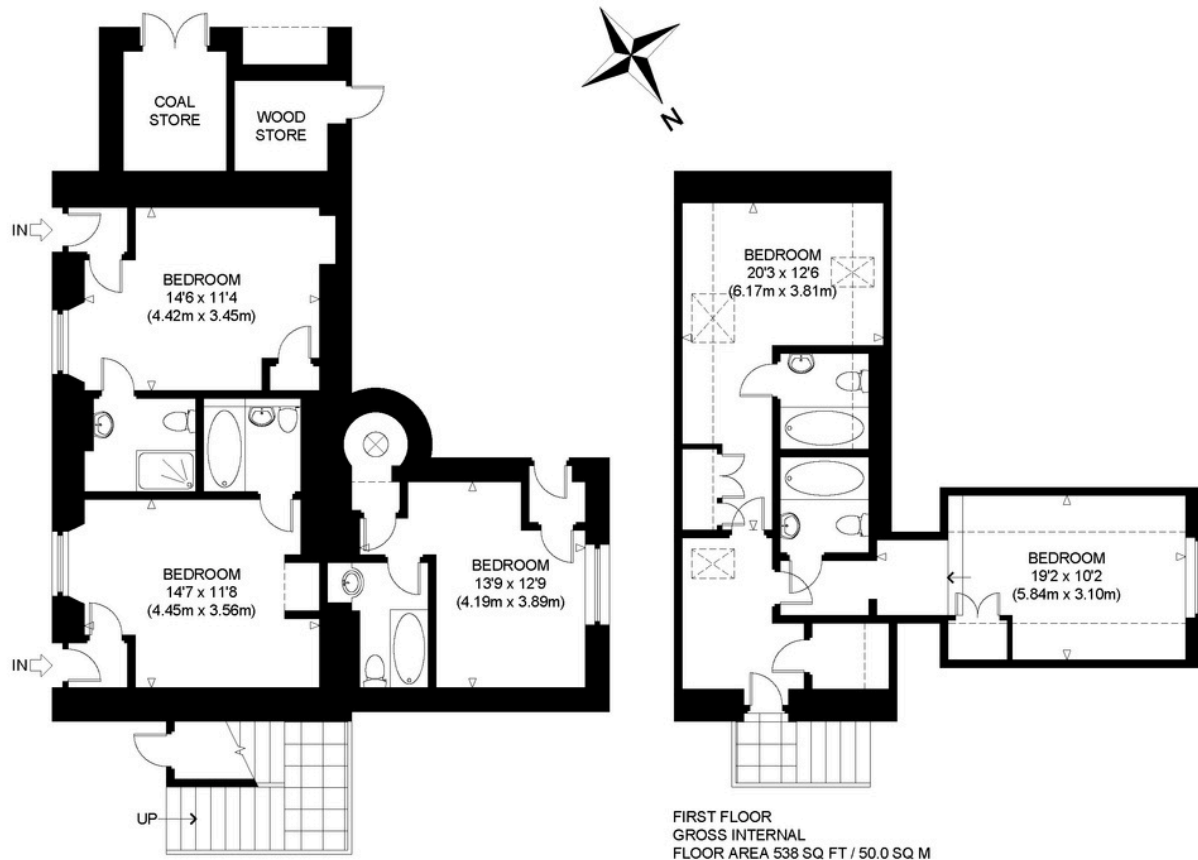 COAL
STORE
WOOD
STORE
N
IN
BEDROOM
14'6 x 11'4
(4.42m x 3.45m)
BEDROOM
20'3 x 12'6
(6.17m x 3.81m)
BEDROOM
14'7 x 11'8
(4.45m x 3.56m)
BEDROOM
13'9 x 12'9
(4.19m x 3.89m)
BEDROOM
19'2 x 10'2
(5.84m x 3.10m)
IN
UP
FIRST FLOOR
GROSS INTERNAL
FLOOR AREA 538 SQ FT / 50.0 SQ M